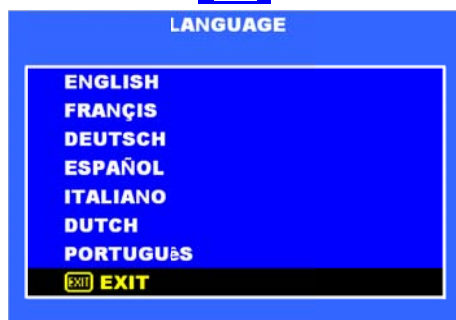 LANGUAGE
ENGLISH
FRANÇIS
DEUTSCH
ESPAÑOL
ITALIANO
DUTCH
PORTUGUèS
EXIT EXIT